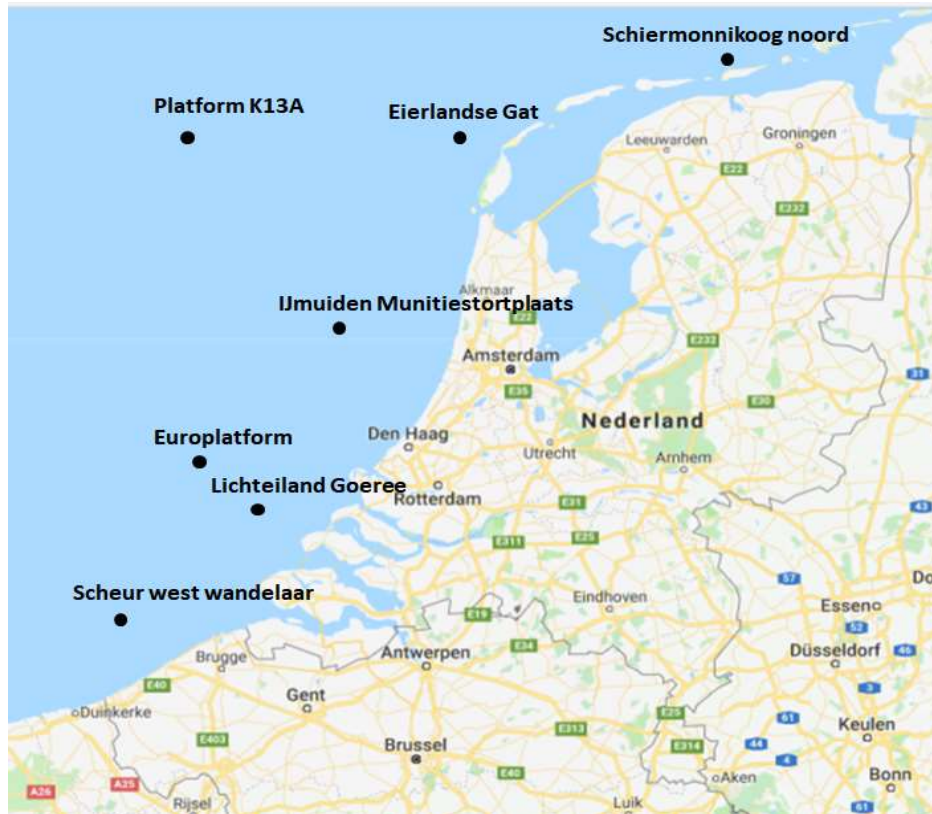 Schiermonnikoog noord
Platform K13A
Eierlandse Gat
Leeuwarden
Groningen
E22
E232
IJmuiden Munitiestortplaats
Alkmaar
E22
E232
Amsterdam
31
E35
E30
Nederland
Europlatform
Den Haag
Utrecht
Arnhem
Lichteiland Goeree
Rotterdam
E31
43
E311
E25
57
Do
Scheur west wandelaar
E19
Eindhoven
Essen
52
E34
Brugge
Antwerpen
Düsseldorf
46
E40
3
Gent
Duinkerke
E25
61
E403
E313
Keulen
Brussel
E314
44
4
E40
A25
Aken
Bonn
A26
Rijsel
Luik
61